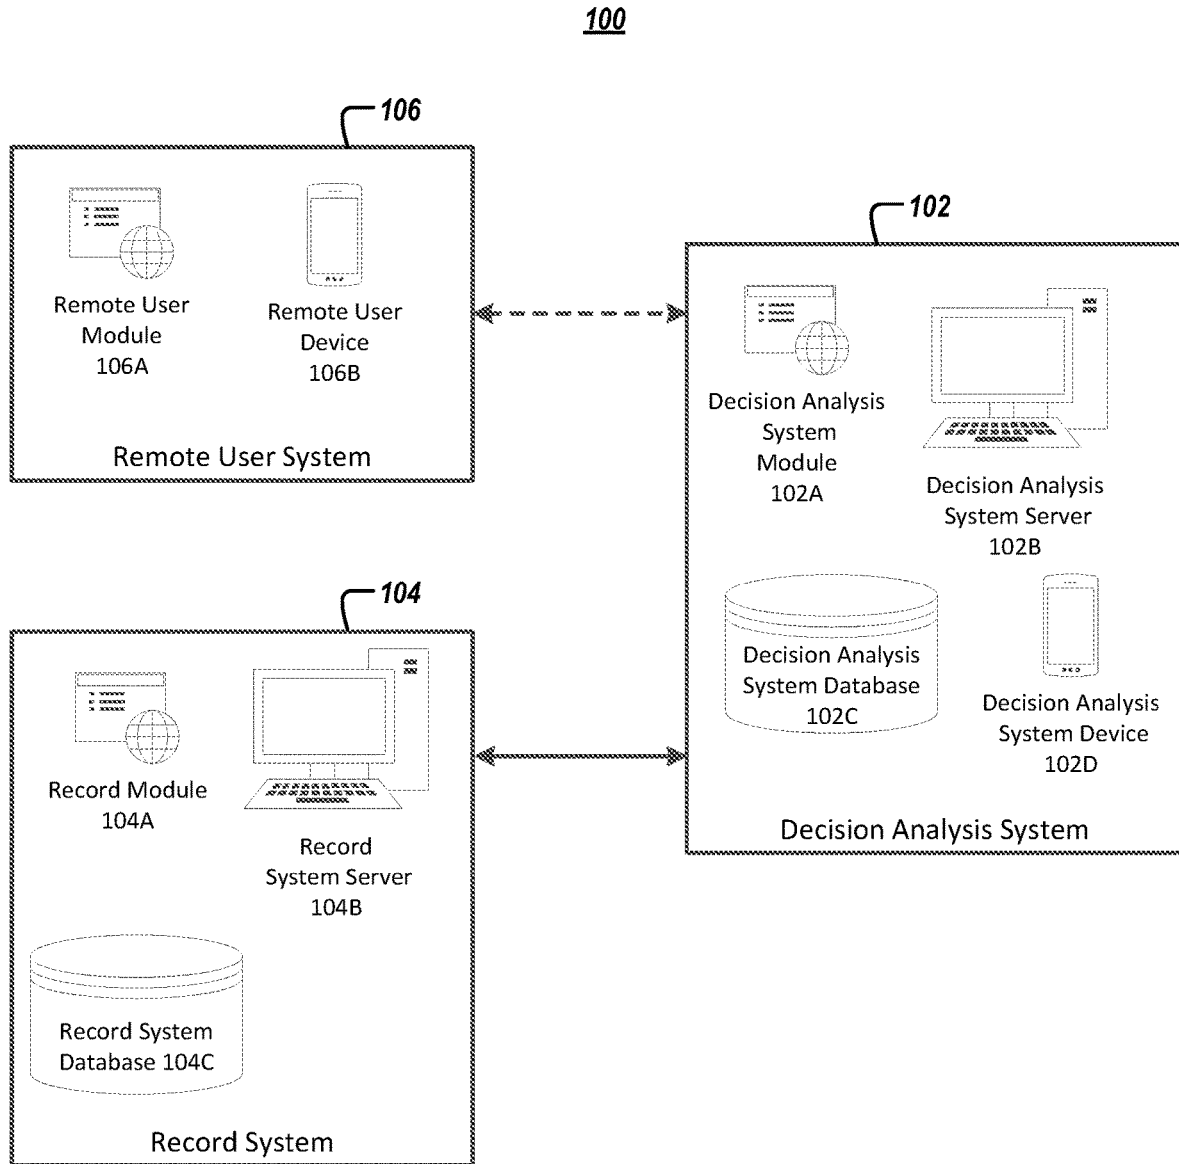 100
106
Remote User
Module
106A
Remote User
Device
106B
Remote User System
102
Decision Analysis
System
Module
102A
Decision Analysis
System Server
102B
Decision Analysis
System Database
102C
Decision Analysis
System Device
102D
Decision Analysis System
104
Record Module
104A
Record
System Server
104B
Record System
Database 104C
Record System